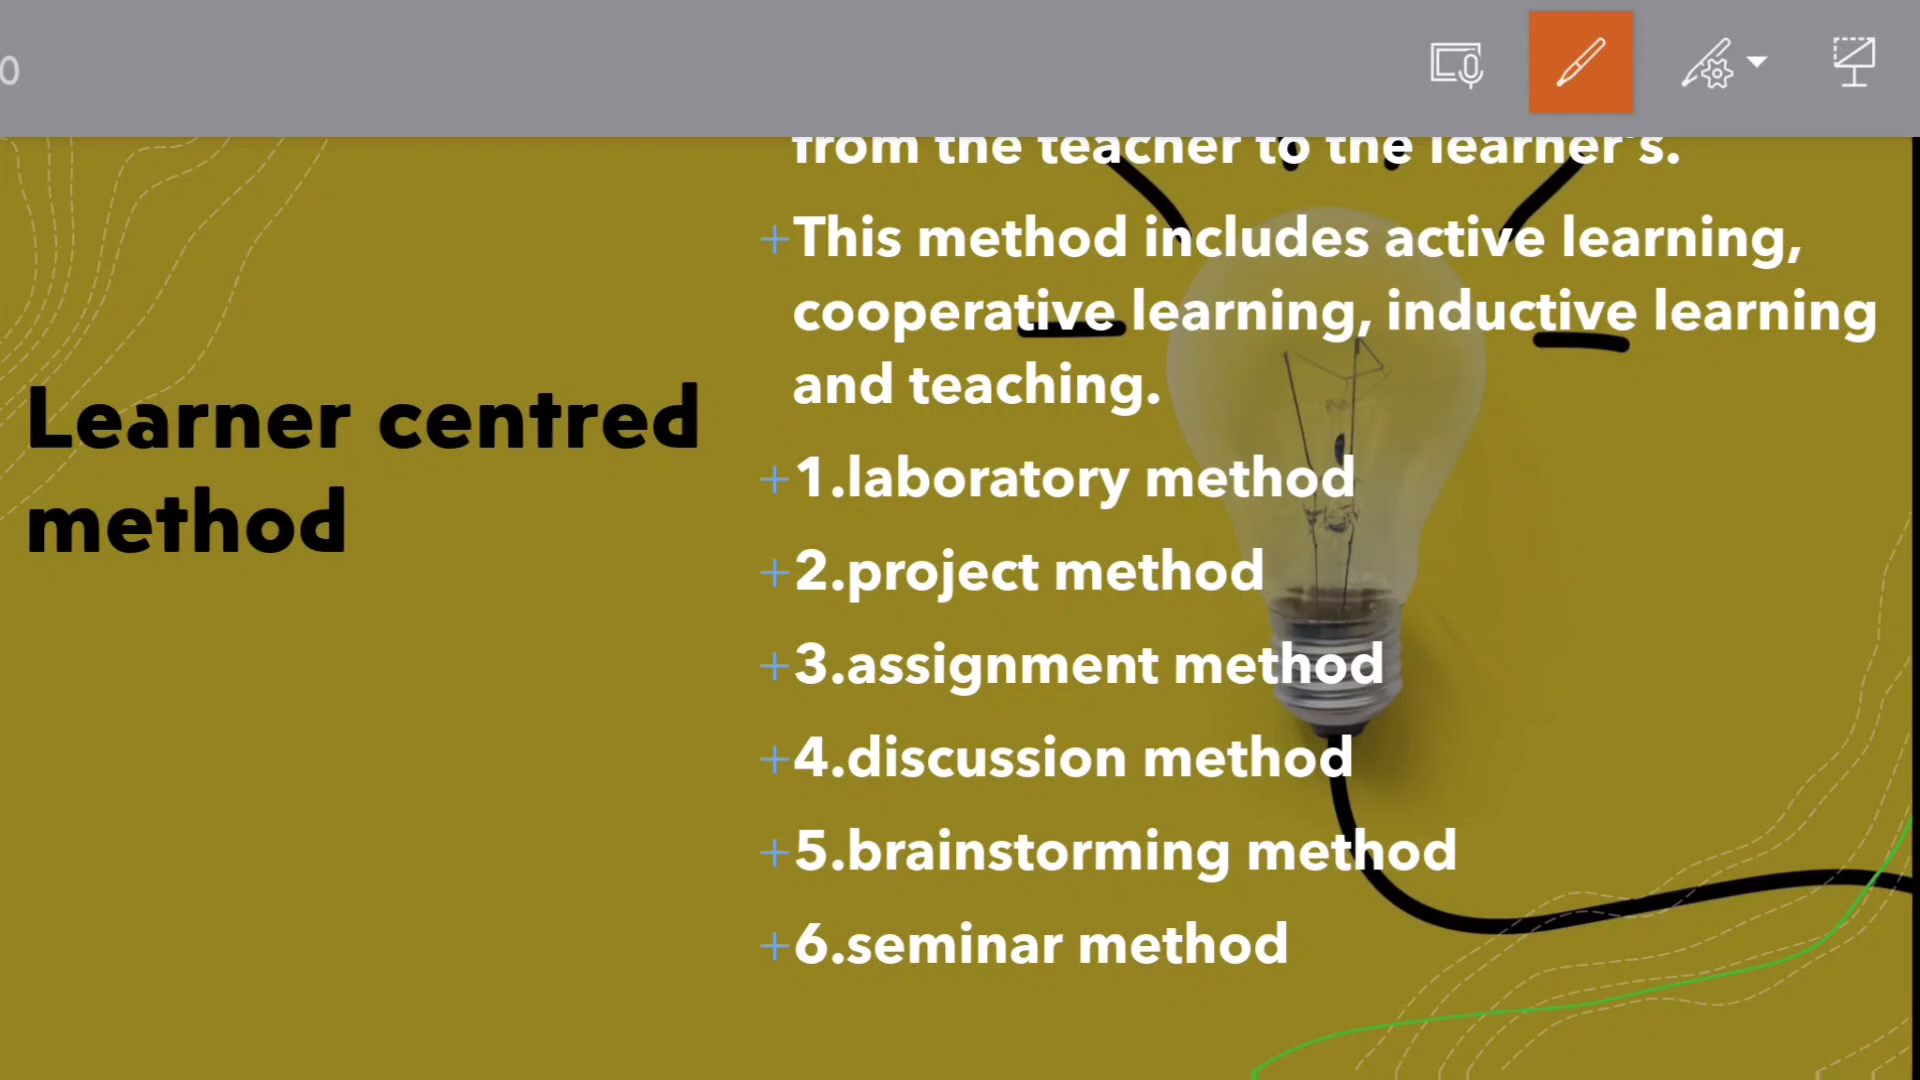 0
from the teacher to the learner's.
This method includes active learning,
cooperative learning, inductive learning
and teaching.
Learner centred
method
1.laboratory method
2.project method
3.assignment method
4.discussion method
5.brainstorming method
6.seminar method